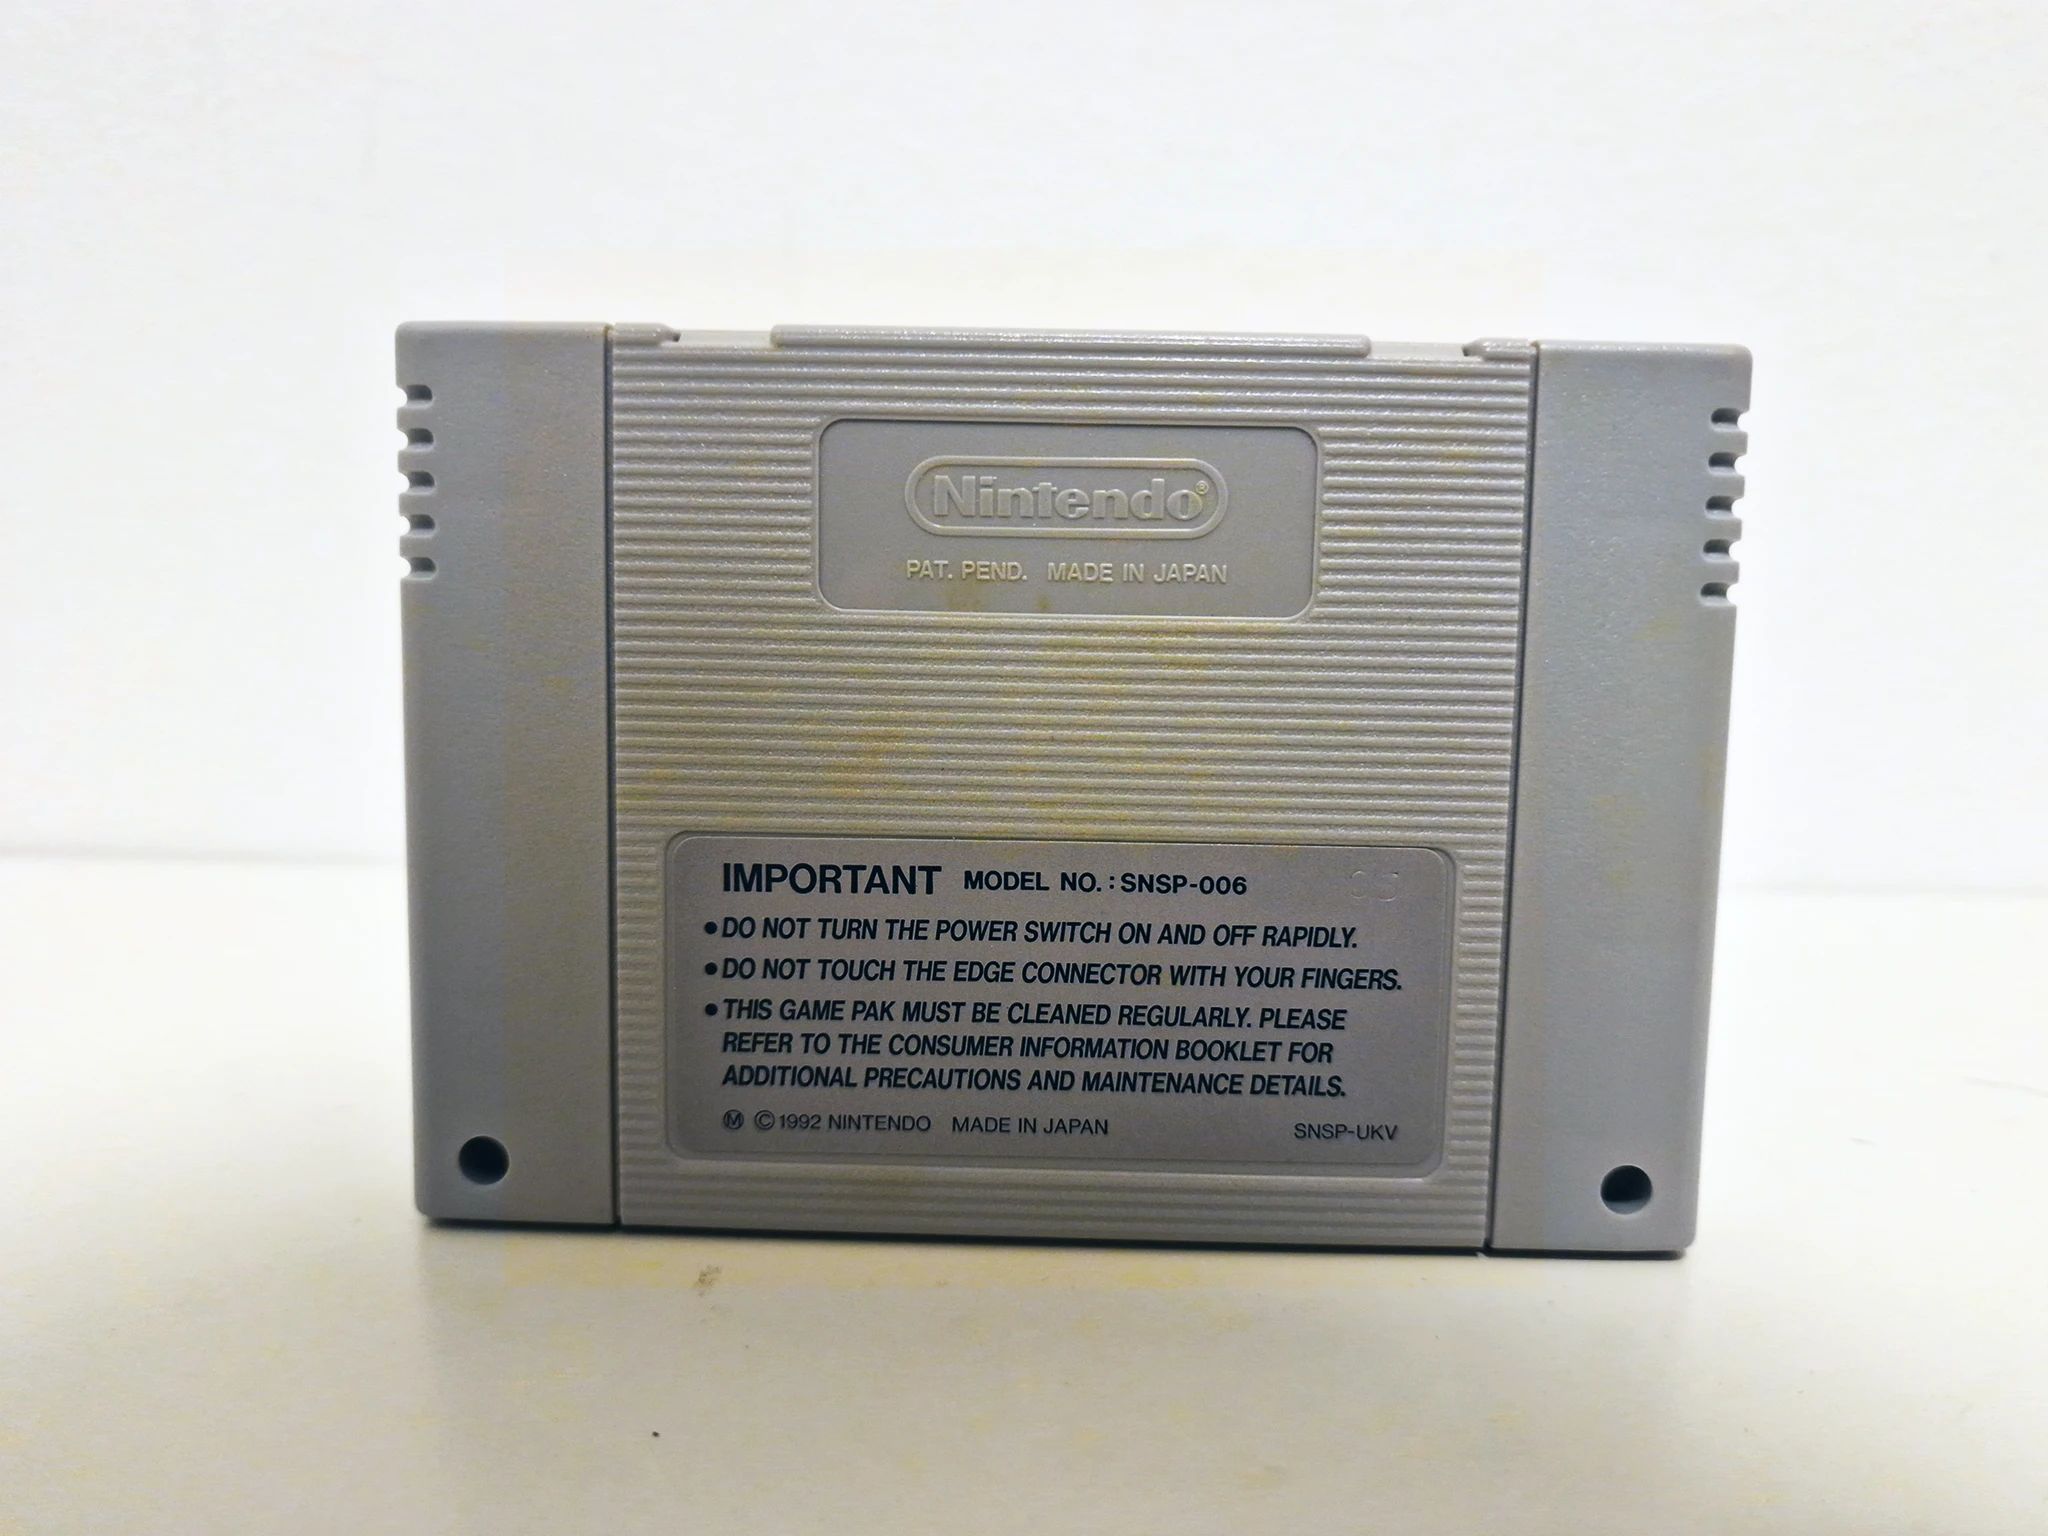 Nintendo®
PAT. PEND. MADE IN JAPAN
IMPORTANT MODEL NO.: SNSP-006
•DO NOT TURN THE POWER SWITCH ON AND OFF RAPIDLY.
•DO NOT TOUCH THE EDGE CONNECTOR WITH YOUR FINGERS.
•THIS GAME PAK MUST BE CLEANED REGULARLY. PLEASE
REFER TO THE CONSUMER INFORMATION BOOKLET FOR
ADDITIONAL PRECAUTIONS AND MAINTENANCE DETAILS.
Ⓜ ©1992 NINTENDO MADE IN JAPAN SNSP-UKV